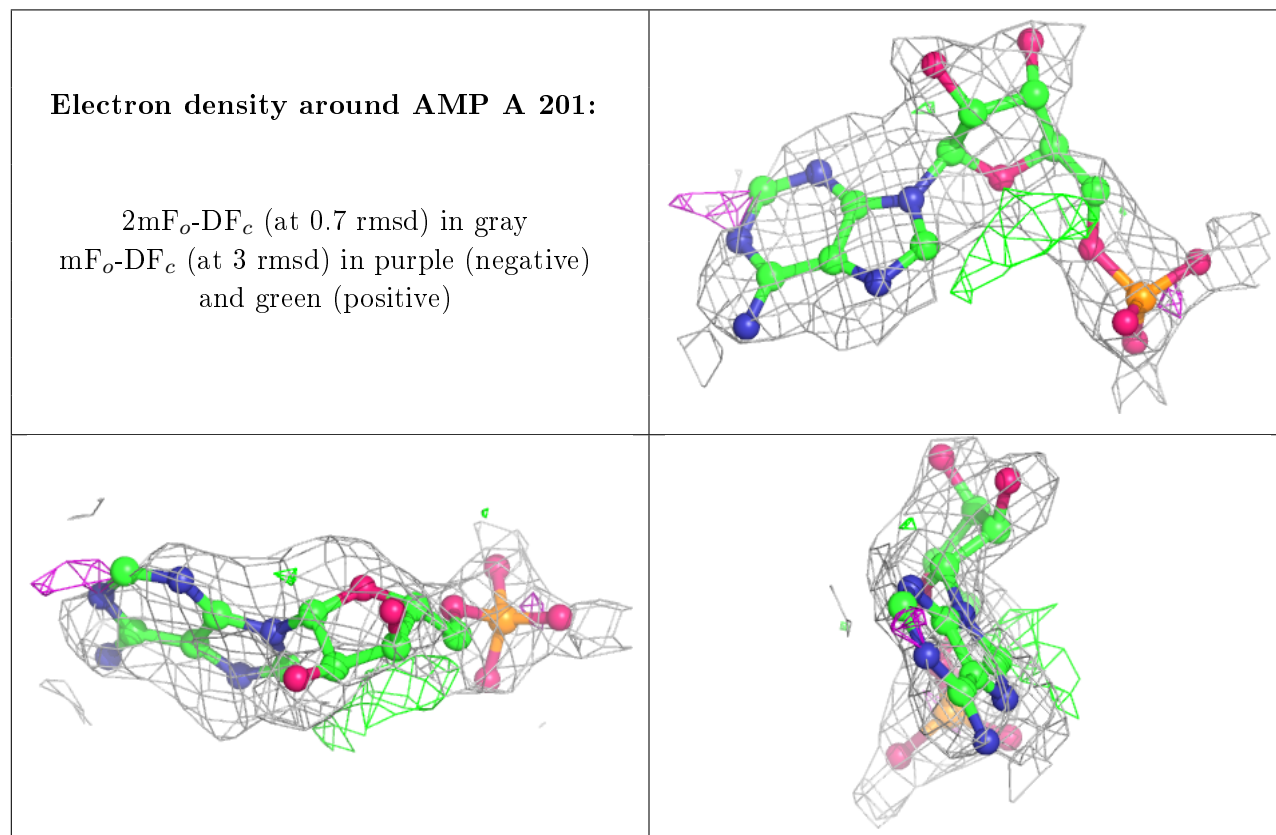 Electron density around AMP A 201:
2mFo-DFc (at 0.7 rmsd) in gray
mFo-DFc (at 3 rmsd) in purple (negative)
and green (positive)